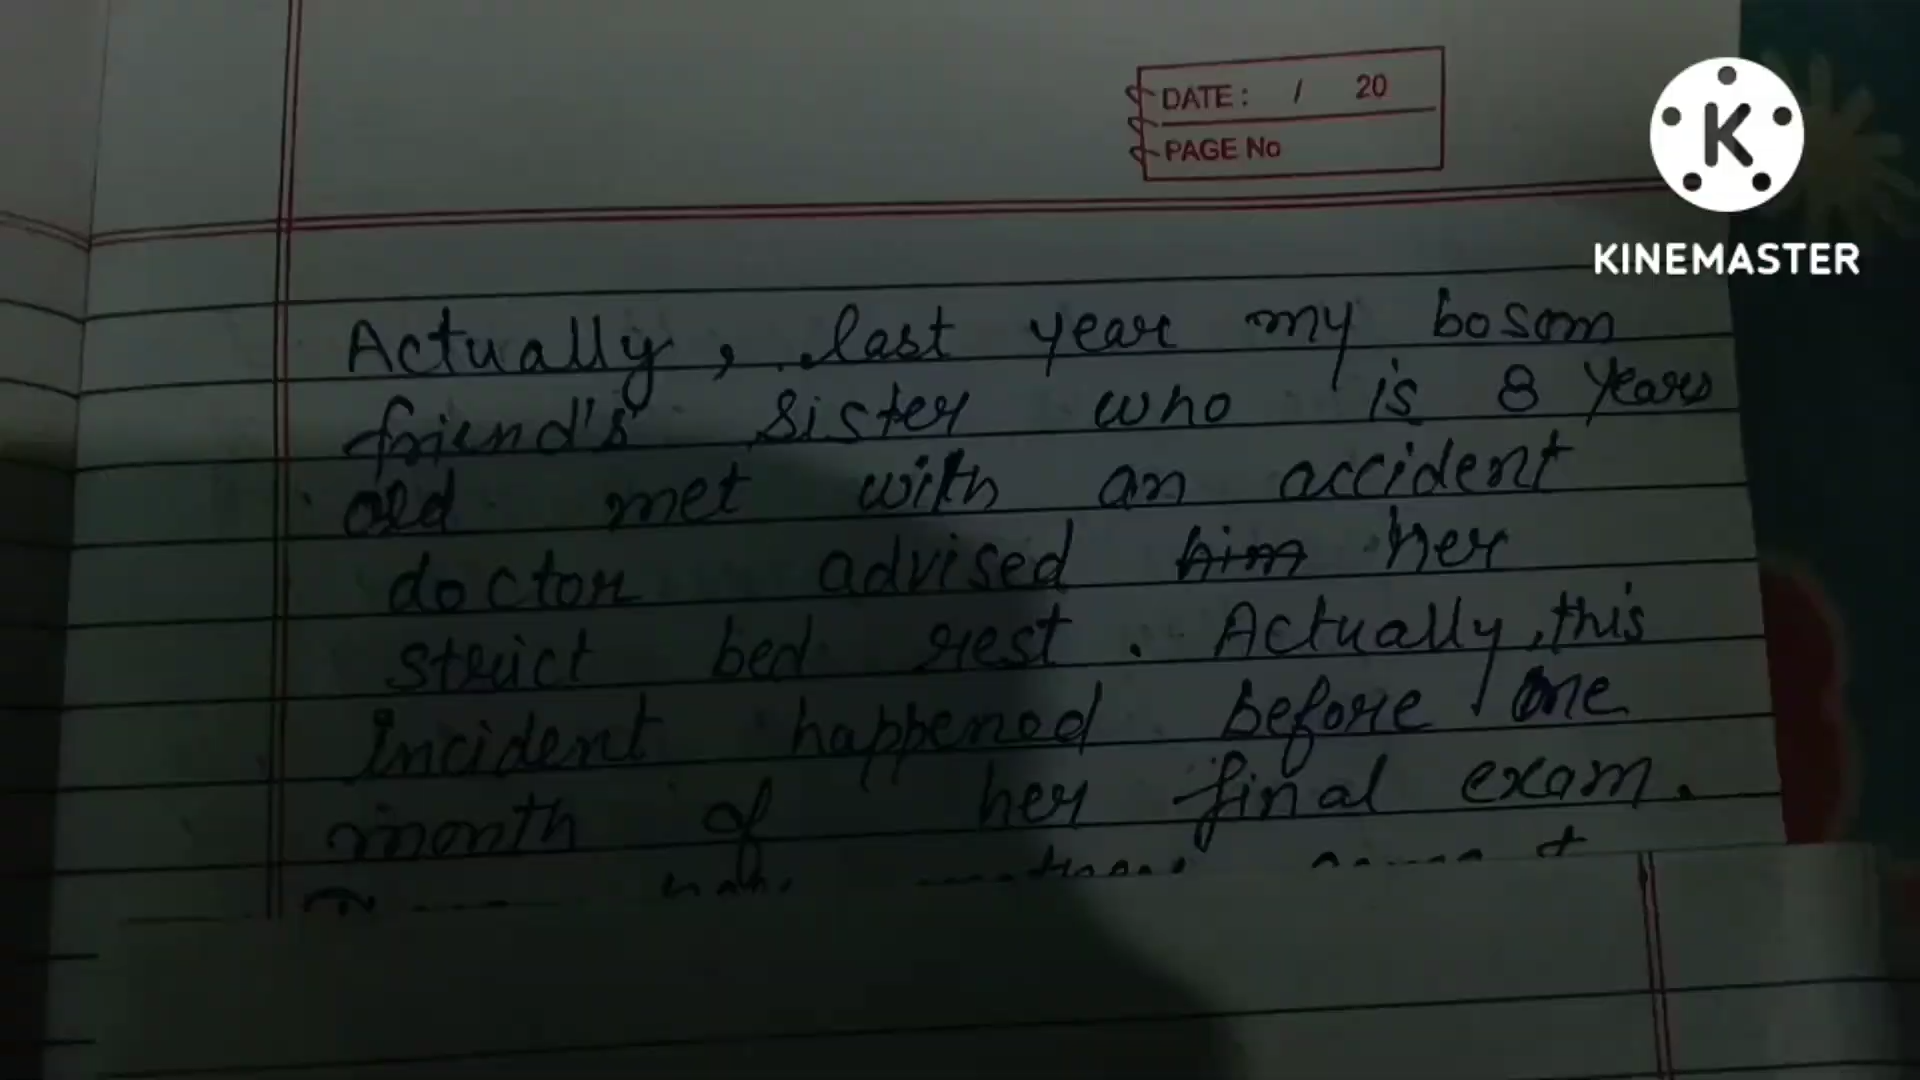 DATE: / 20
PAGE No
K
KINEMASTER
Actually, last year my bosom
friend's sister who is 8 years
old met with an accident
doctor advised him her
strict bed rest. Actually, this
incident happened before one
month of her final exam.